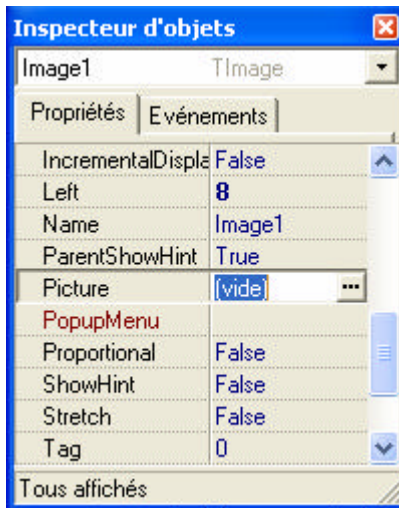 Inspecteur d'objets
Image1 TImage
Propriétés Evénements
IncrementalDispla False
Left 8
Name Image1
ParentShowHint True
Picture (vide) ...
PopupMenu
Proportional False
ShowHint False
Stretch False
Tag 0
Tous affichés